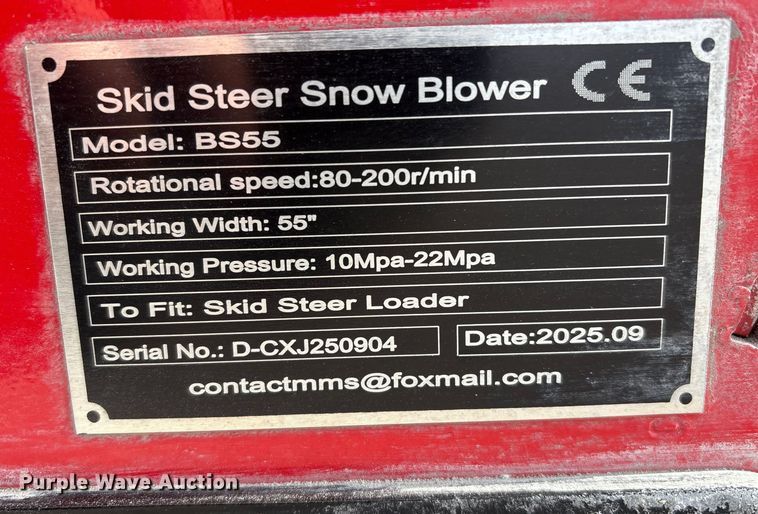 Skid Steer Snow Blower CE
Model: BS55
Rotational speed:80-200r/min
Working Width: 55"
Working Pressure: 10Mpa-22Mpa
To Fit: Skid Steer Loader
Serial No.: D-CXJ250904 Date:2025.09
contactmms@foxmail.com
Purple Wave Auction